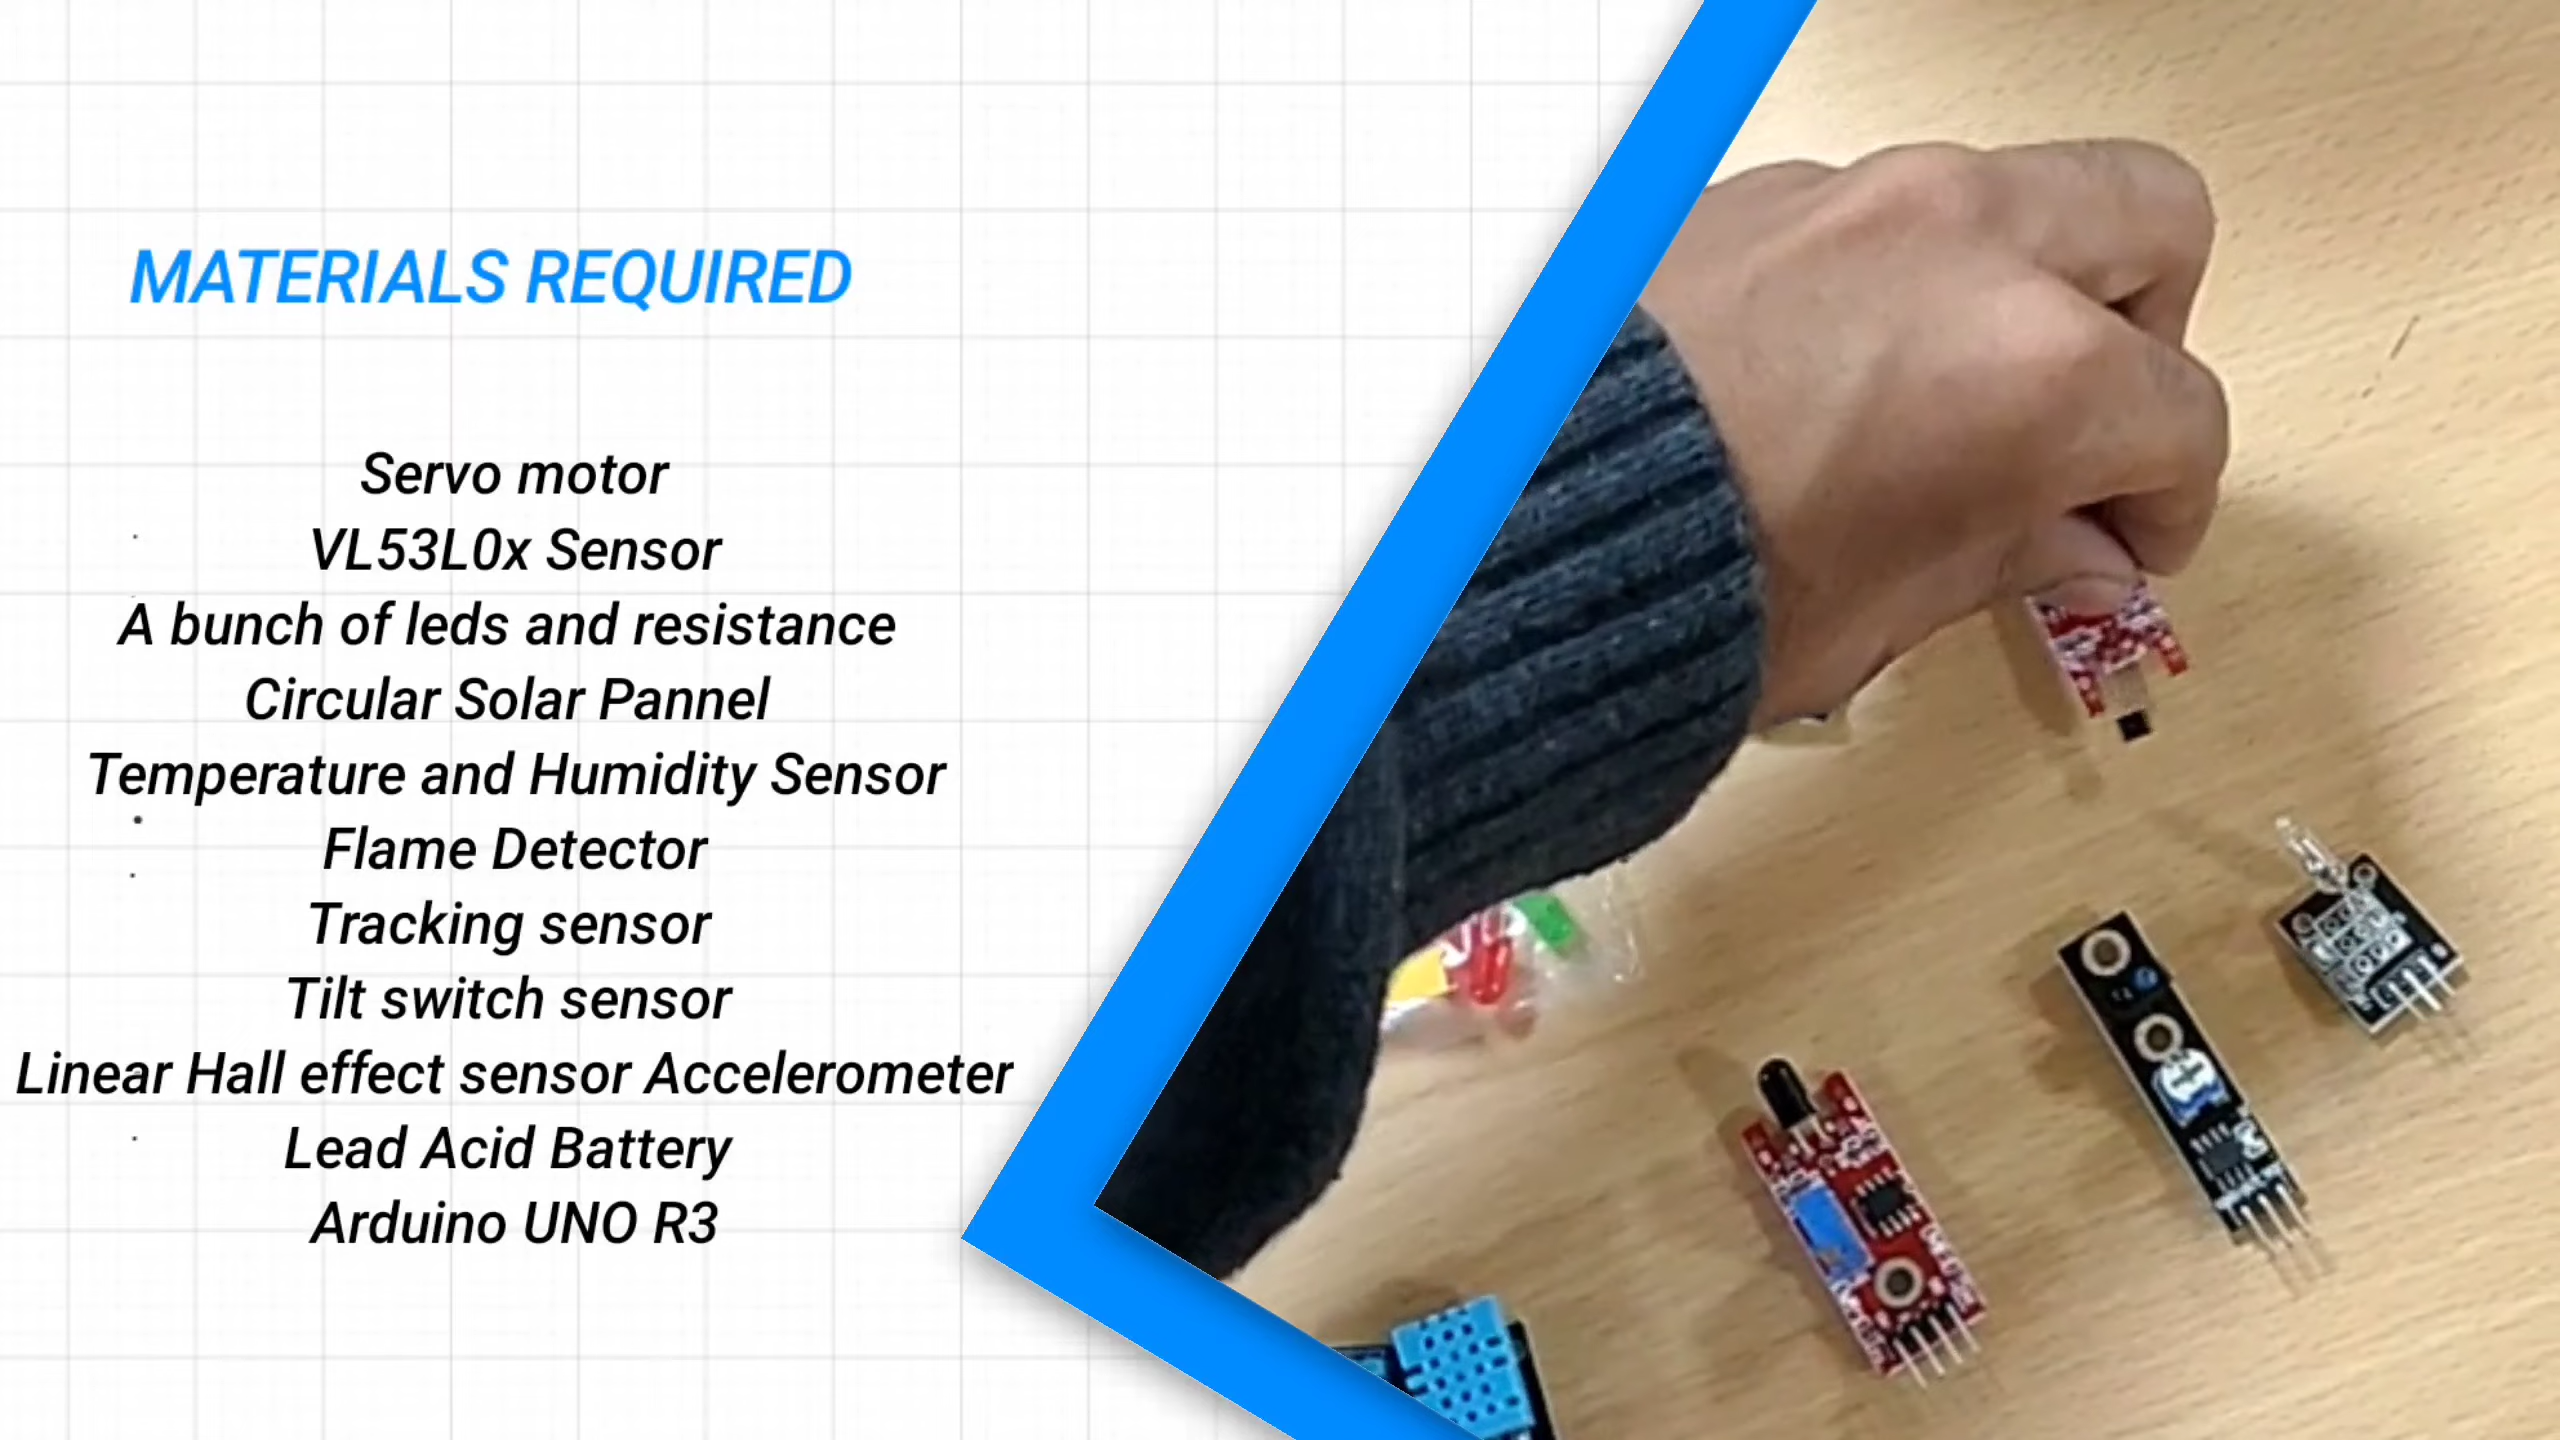 MATERIALS REQUIRED
Servo motor
VL53L0x Sensor
A bunch of leds and resistance
Circular Solar Pannel
Temperature and Humidity Sensor
Flame Detector
Tracking sensor
Tilt switch sensor
Linear Hall effect sensor Accelerometer
Lead Acid Battery
Arduino UNO R3